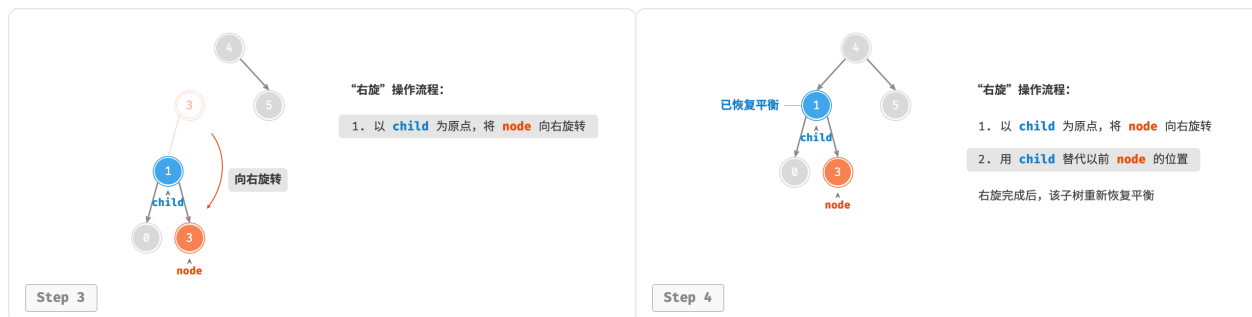 4
“右旋”操作流程：
3
5
1. 以 child 为原点，将 node 向右旋转
1
向右旋转
child
0
3
node
Step 3
4
“右旋”操作流程：
已恢复平衡
1
5
1. 以 child 为原点，将 node 向右旋转
child
2. 用 child 替代以前 node 的位置
0
3
右旋完成后，该子树重新恢复平衡
node
Step 4